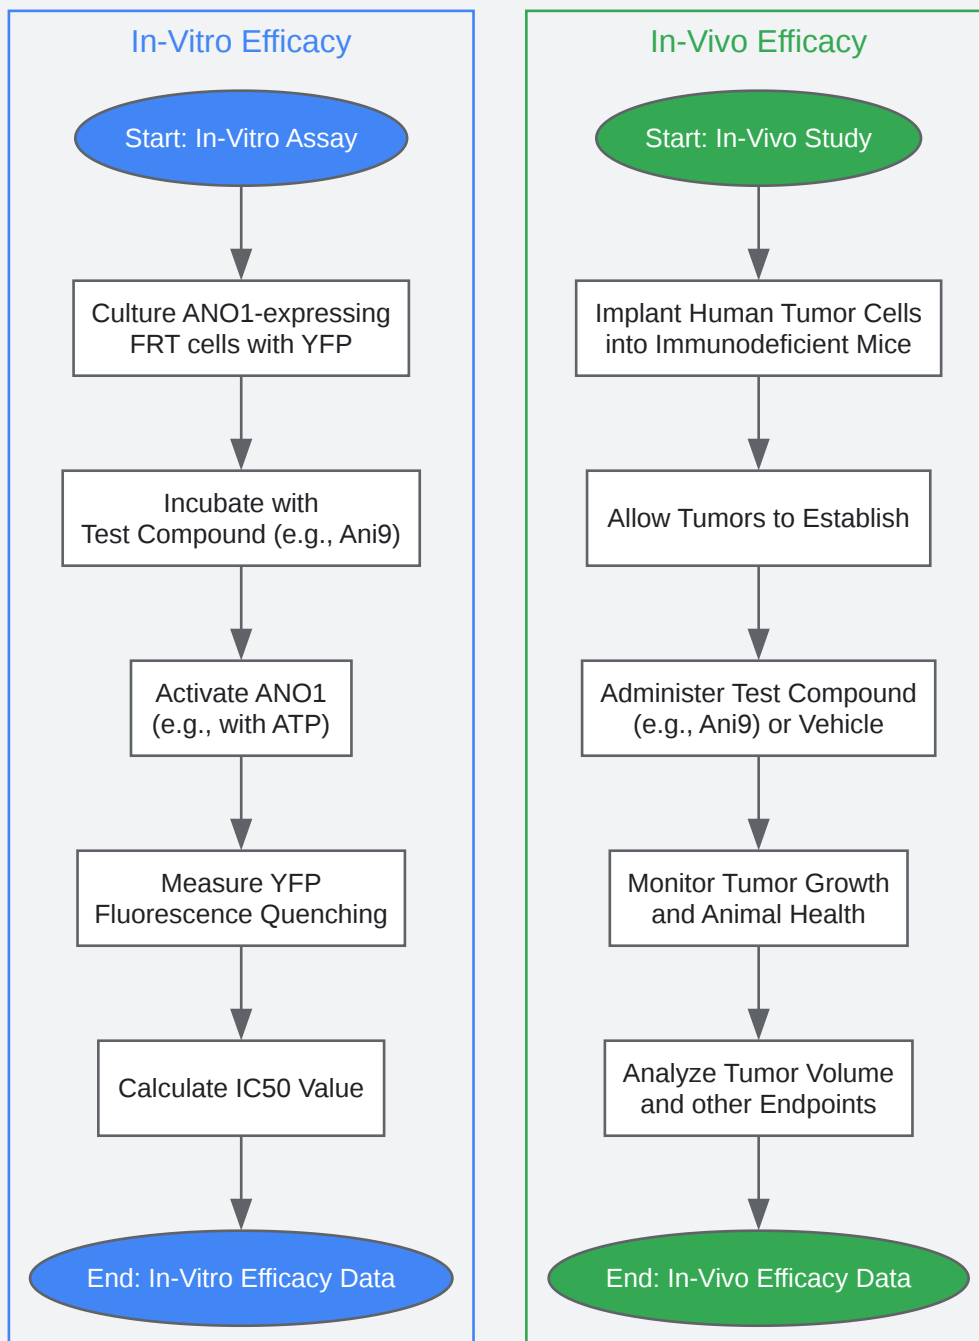 In-Vitro Efficacy
Start: In-Vitro Assay
Culture ANO1-expressing
FRT cells with YFP
Incubate with
Test Compound (e.g., Ani9)
Activate ANO1
(e.g., with ATP)
Measure YFP
Fluorescence Quenching
Calculate IC50 Value
End: In-Vitro Efficacy Data
In-Vivo Efficacy
Start: In-Vivo Study
Implant Human Tumor Cells
into Immunodeficient Mice
Allow Tumors to Establish
Administer Test Compound
(e.g., Ani9) or Vehicle
Monitor Tumor Growth
and Animal Health
Analyze Tumor Volume
and other Endpoints
End: In-Vivo Efficacy Data